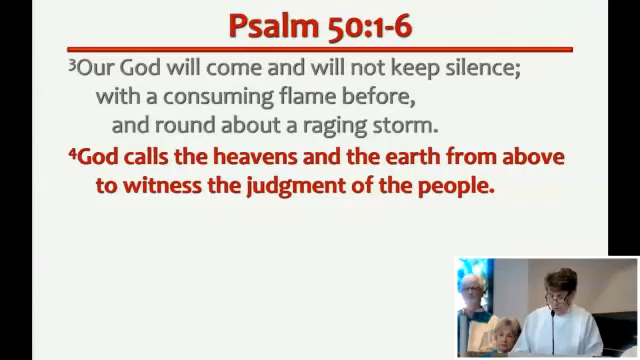 Psalm 50:1-6
³Our God will come and will not keep silence;
with a consuming flame before,
and round about a raging storm.
⁴God calls the heavens and the earth from above
to witness the judgment of the people.